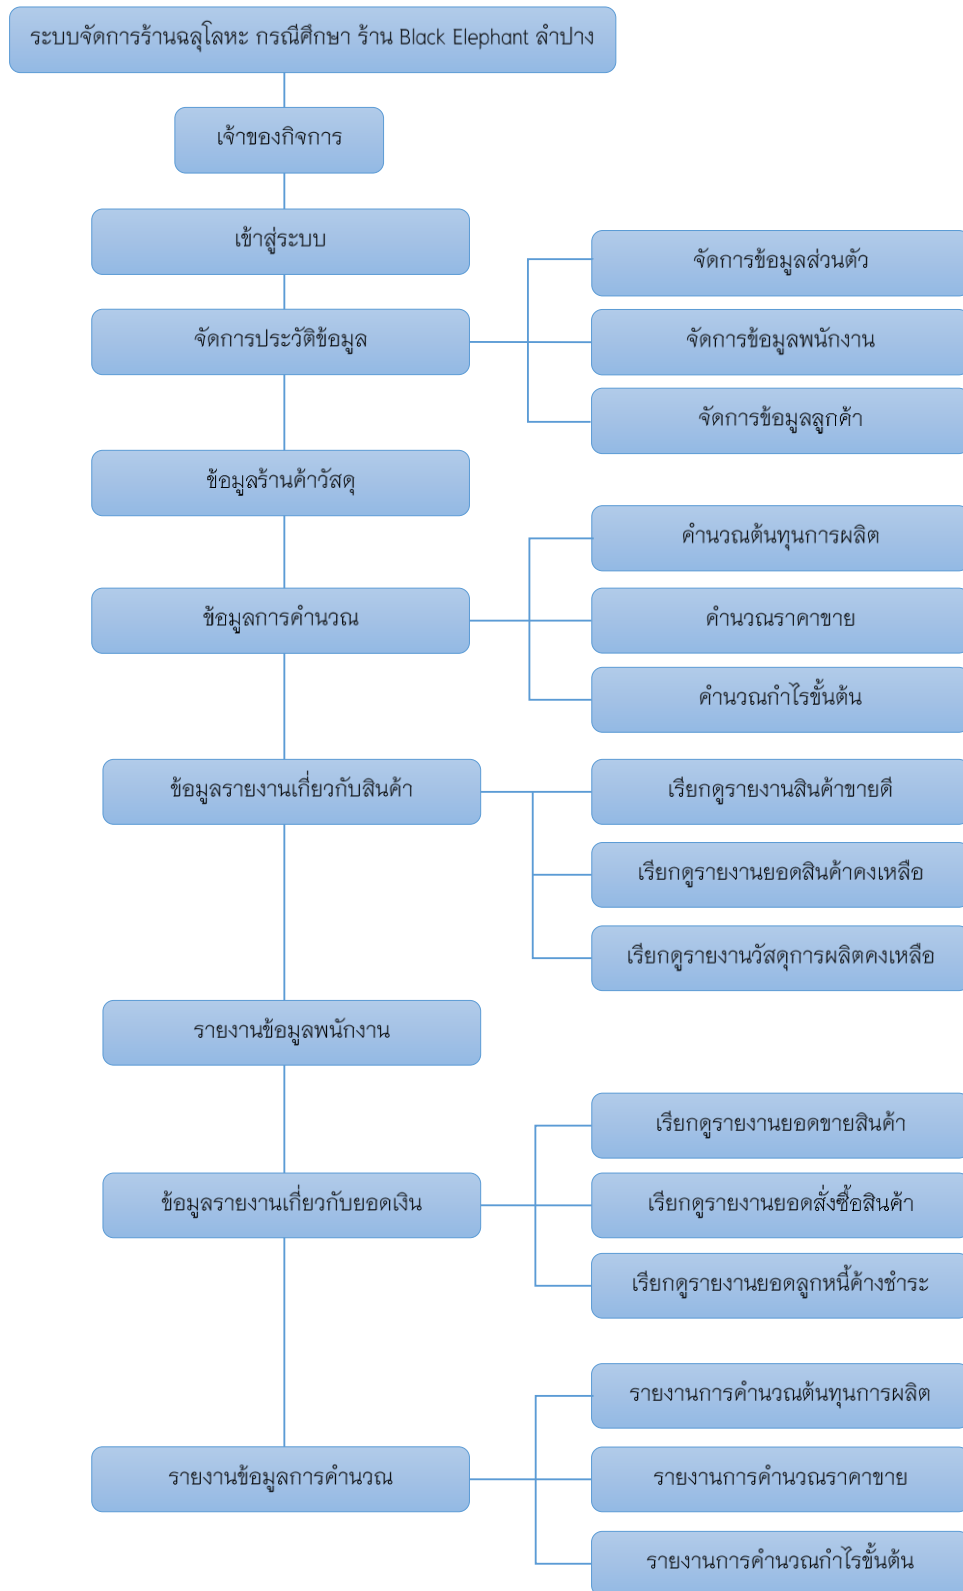 ระบบจัดการร้านฉลุโลหะ กรณีศึกษา ร้าน Black Elephant ลำปาง
เจ้าของกิจการ
เข้าสู่ระบบ
จัดการประวัติข้อมูล
จัดการข้อมูลส่วนตัว
จัดการข้อมูลพนักงาน
จัดการข้อมูลลูกค้า
ข้อมูลร้านค้าวัสดุ
ข้อมูลการคำนวณ
คำนวณต้นทุนการผลิต
คำนวณราคาขาย
คำนวณกำไรขั้นต้น
ข้อมูลรายงานเกี่ยวกับสินค้า
เรียกดูรายงานสินค้าขายดี
เรียกดูรายงานยอดสินค้าคงเหลือ
เรียกดูรายงานวัสดุการผลิตคงเหลือ
รายงานข้อมูลพนักงาน
ข้อมูลรายงานเกี่ยวกับยอดเงิน
เรียกดูรายงานยอดขายสินค้า
เรียกดูรายงานยอดสั่งซื้อสินค้า
เรียกดูรายงานยอดลูกหนี้ค้างชำระ
รายงานข้อมูลการคำนวณ
รายงานการคำนวณต้นทุนการผลิต
รายงานการคำนวณราคาขาย
รายงานการคำนวณกำไรขั้นต้น